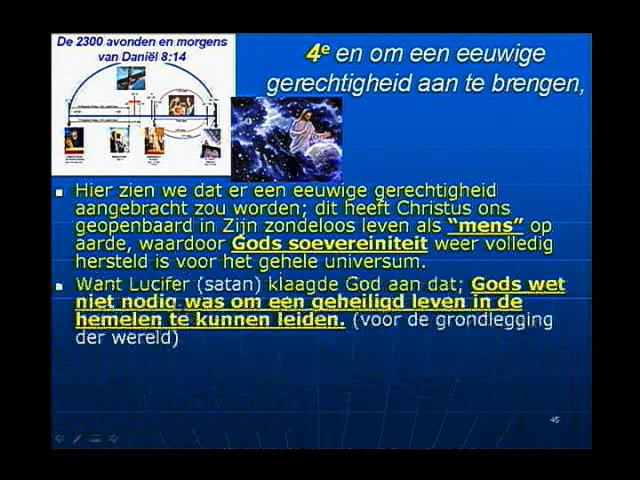 De 2300 avonden en morgens
van Daniël 8:14
4e en om een eeuwige
gerechtigheid aan te brengen,
Hier zien we dat er een eeuwige gerechtigheid
aangebracht zou worden; dit heeft Christus ons
geopenbaard in Zijn zondeloos leven als “mens” op
aarde, waardoor Gods soevereiniteit weer volledig
hersteld is voor het gehele universum.
Want Lucifer (satan) klaagde God aan dat; Gods wet
niet nodig was om een geheiligd leven in de
hemelen te kunnen leiden. (voor de grondlegging
der wereld)
45